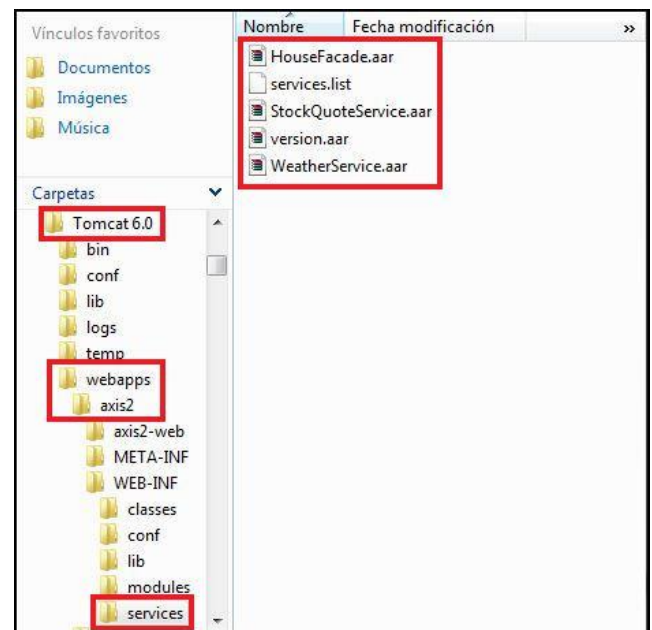 Vínculos favoritos
Documentos
Imágenes
Música
Carpetas
Tomcat 6.0
bin
conf
lib
logs
temp
webapps
axis2
axis2-web
META-INF
WEB-INF
classes
conf
lib
modules
services
Nombre Fecha modificación »
HouseFacade.aar
services.list
StockQuoteService.aar
version.aar
WeatherService.aar